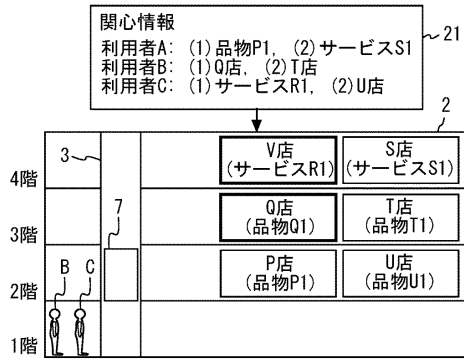 関心情報
利用者A: (1)品物P1, (2)サービスS1
利用者B: (1)Q店, (2)T店
利用者C: (1)サービスR1, (2)U店
21
2
3
V店
(サービスR1)
S店
(サービスS1)
4階
7
Q店
(品物Q1)
T店
(品物T1)
3階
B
C
P店
(品物P1)
U店
(品物U1)
2階
1階